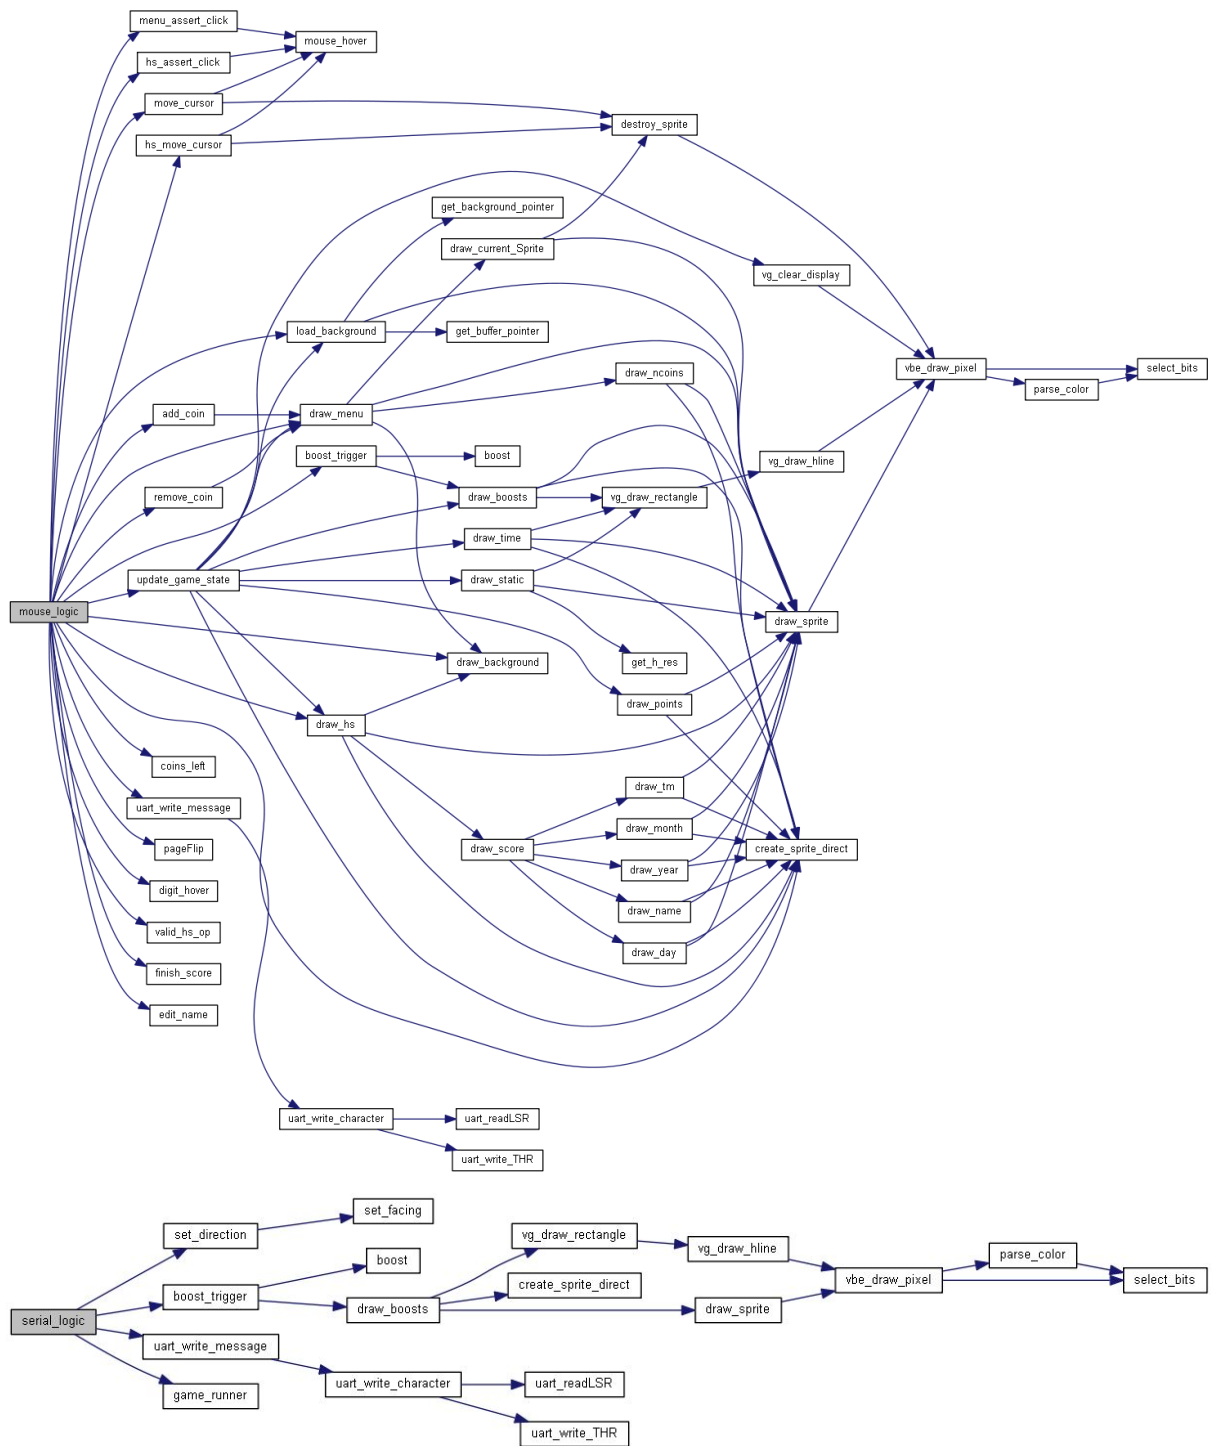 menu_assert_click
mouse_hover
hs_assert_click
move_cursor
destroy_sprite
hs_move_cursor
get_background_pointer
draw_current_Sprite
vg_clear_display
load_background
get_buffer_pointer
vbe_draw_pixel
select_bits
draw_ncoins
parse_color
add_coin
draw_menu
boost_trigger
boost
vg_draw_hline
remove_coin
draw_boosts
vg_draw_rectangle
draw_time
update_game_state
draw_static
mouse_logic
draw_sprite
draw_background
get_h_res
draw_points
draw_hs
coins_left
draw_tm
uart_write_message
draw_month
pageFlip
draw_score
create_sprite_direct
draw_year
digit_hover
draw_name
valid_hs_op
draw_day
finish_score
edit_name
uart_write_character
uart_readLSR
uart_write_THR
set_facing
set_direction
vg_draw_rectangle
vg_draw_hline
parse_color
boost
create_sprite_direct
vbe_draw_pixel
select_bits
boost_trigger
draw_boosts
draw_sprite
serial_logic
uart_write_message
uart_write_character
uart_readLSR
game_runner
uart_write_THR